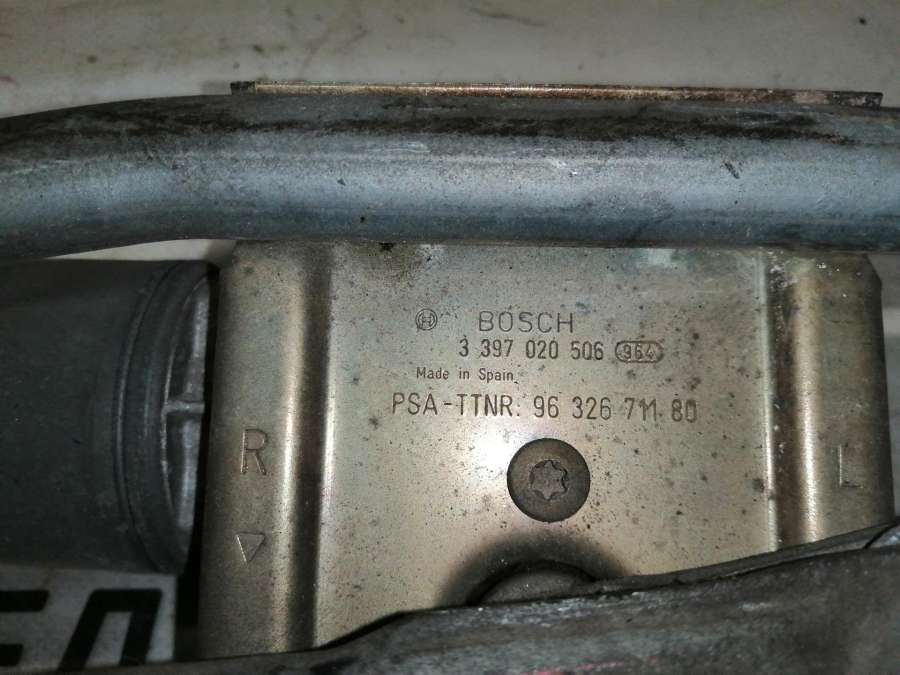 BOSCH
3 397 020 506 964
Made in Spain
PSA-TTNR. 96 326 711 80
R
L